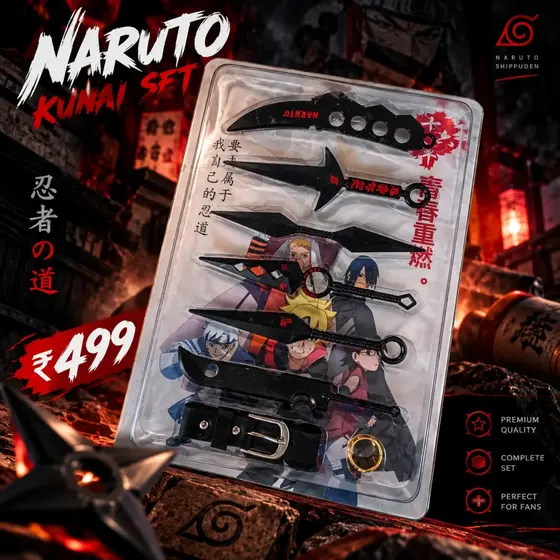 NARUTO
KUNAI SET
NARUTO
SHIPPUDEN
NARUTO
要
我自己的忍道
属于
青春重燃。
忍者の道
₹499
PREMIUM
QUALITY
COMPLETE
SET
PERFECT
FOR FANS